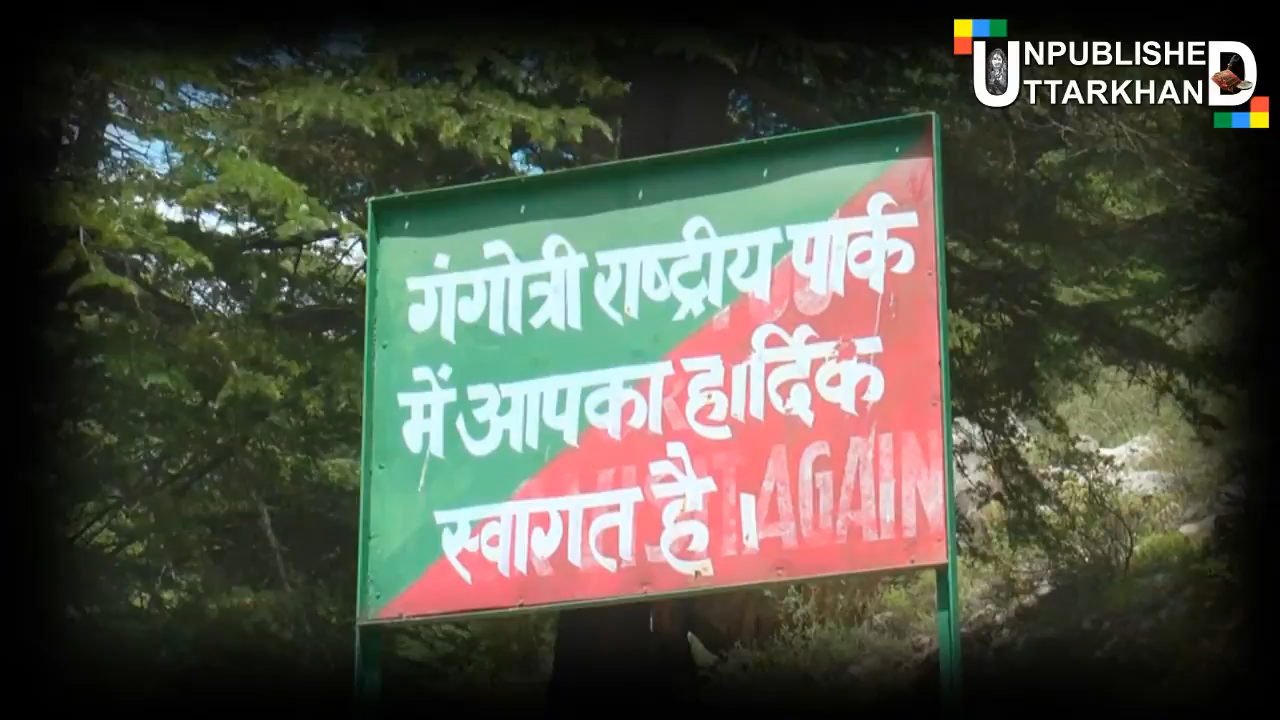 UNPUBLISHED
UTTARKHAND
गंगोत्री राष्ट्रीय पार्क
में आपका हार्दिक
स्वागत है।
AGAIN